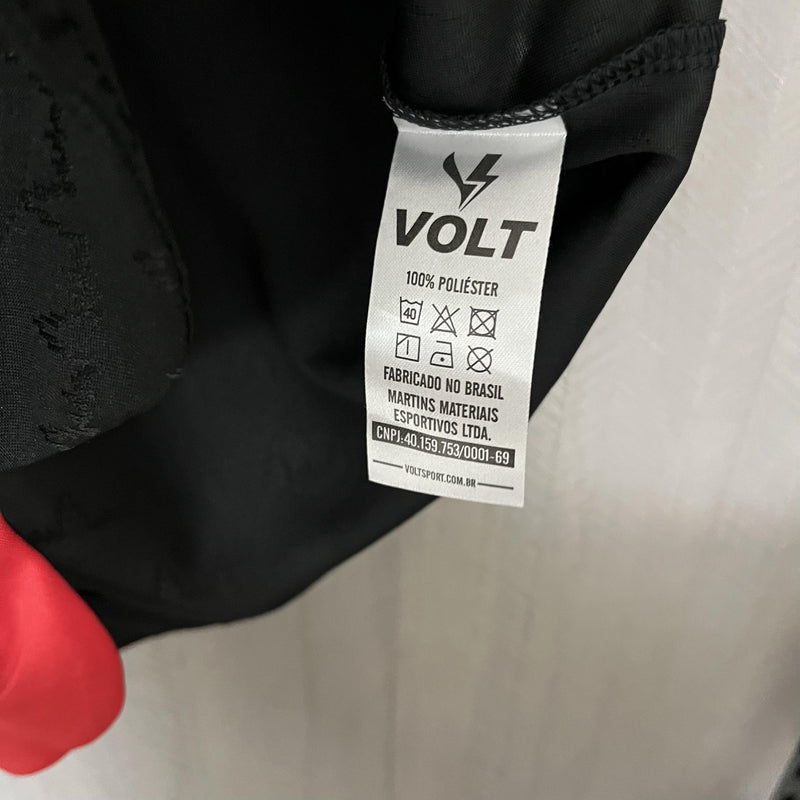 VOLT
100% POLIÉSTER
40
FABRICADO NO BRASIL
MARTINS MATERIAIS
ESPORTIVOS LTDA.
CNPJ:40.159.753/0001-69
VOLTSPORT.COM.BR